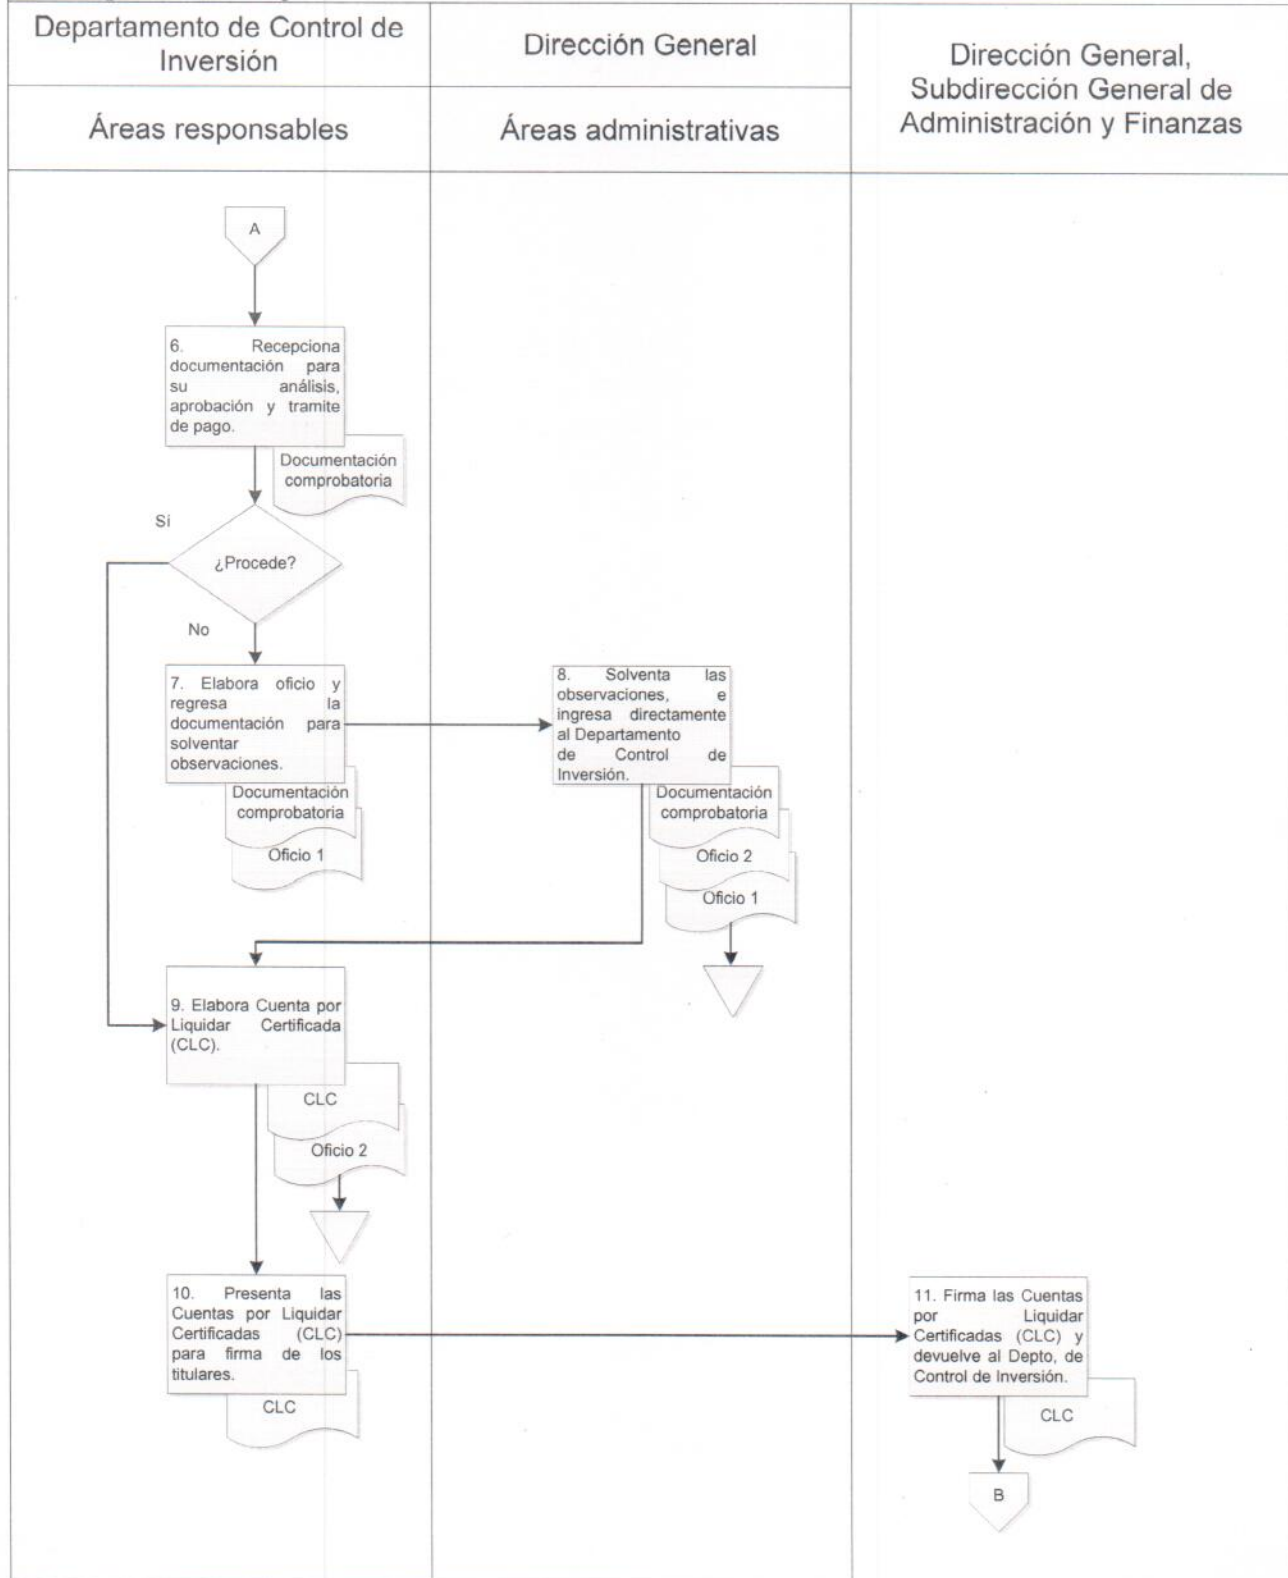 Departamento de Control de
Inversión
Dirección General
Dirección General,
Subdirección General de
Administración y Finanzas
Áreas responsables
Áreas administrativas
A
6. Recepciona
documentación para
su análisis,
aprobación y tramite
de pago.
Documentación
comprobatoria
Si
¿Procede?
No
7. Elabora oficio y
regresa la
documentación para
solventar
observaciones.
Documentación
comprobatoria
Oficio 1
8. Solventa las
observaciones, e
ingresa directamente
al Departamento
de Control de
Inversión.
Documentación
comprobatoria
Oficio 2
Oficio 1
9. Elabora Cuenta por
Liquidar Certificada
(CLC).
CLC
Oficio 2
10. Presenta las
Cuentas por Liquidar
Certificadas (CLC)
para firma de los
titulares.
CLC
11. Firma las Cuentas
por Liquidar
Certificadas (CLC) y
devuelve al Depto, de
Control de Inversión.
CLC
B